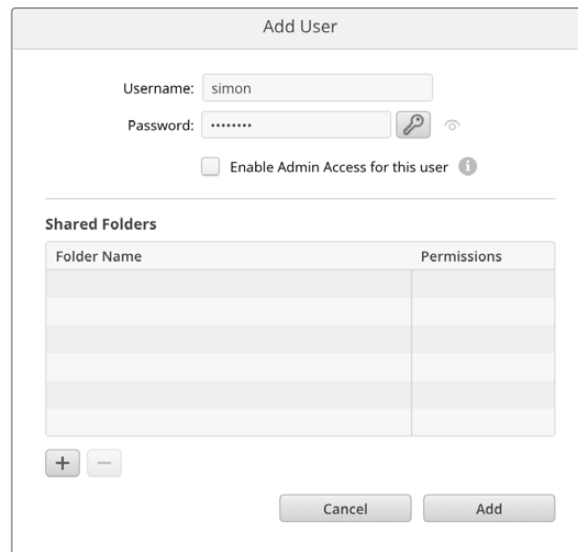 Add User
Username: simon
Password: ••••••••
Enable Admin Access for this user
Shared Folders
Folder Name Permissions
Cancel Add